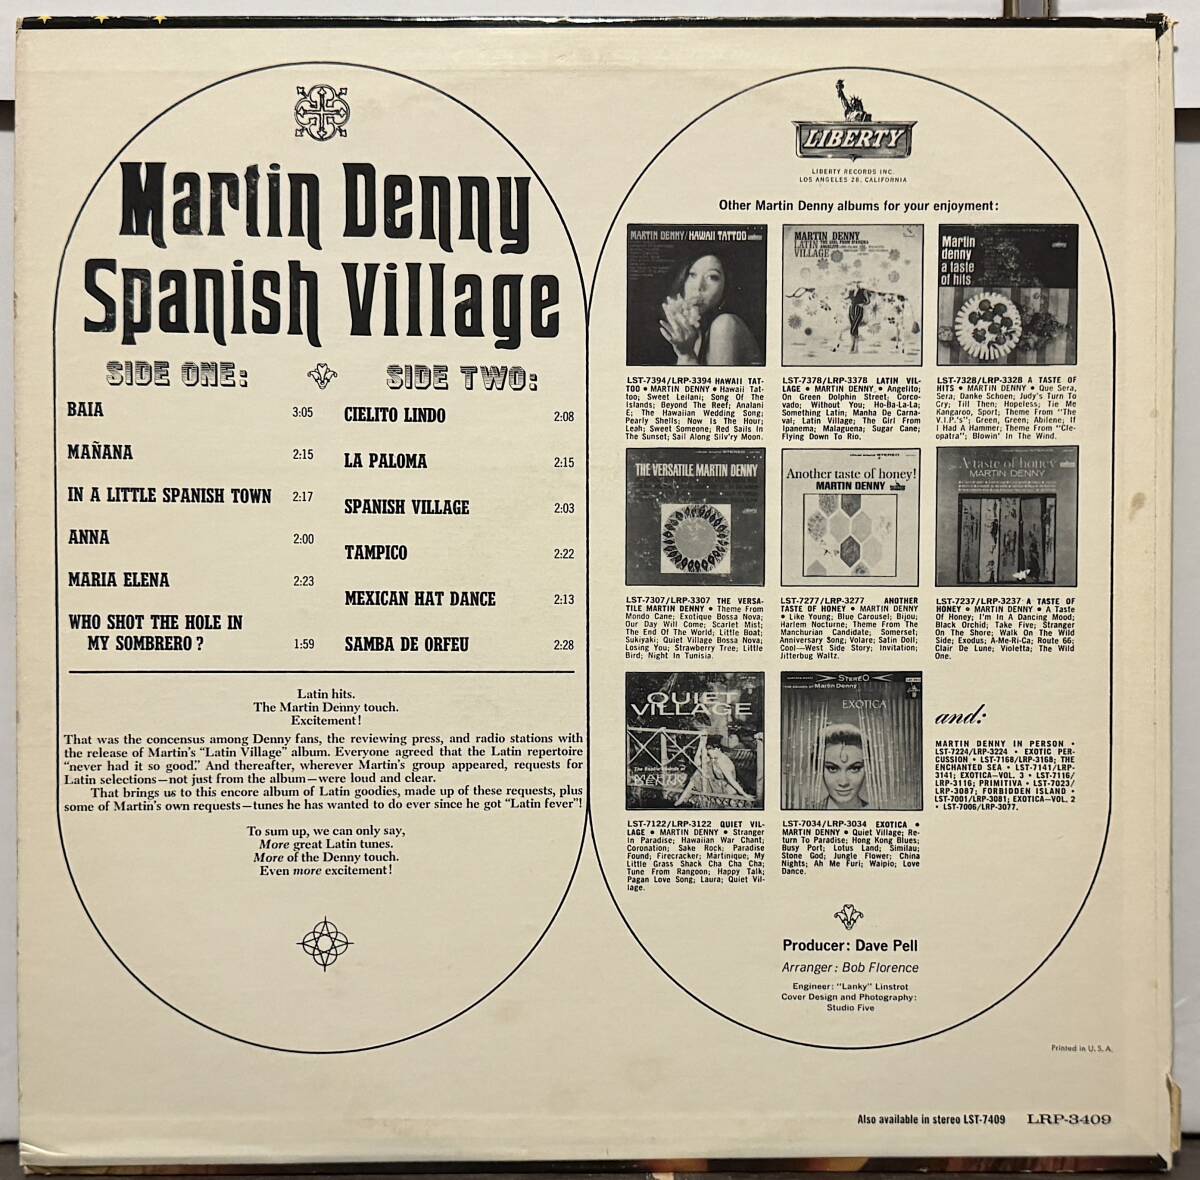 Martin Denny
Spanish Village
SIDE ONE:
BAIA 3:05
MAÑANA 2:15
IN A LITTLE SPANISH TOWN 2:17
ANNA 2:00
MARIA ELENA 2:23
WHO SHOT THE HOLE IN
MY SOMBRERO? 1:59
SIDE TWO:
CIELITO LINDO 2:08
LA PALOMA 2:15
SPANISH VILLAGE 2:03
TAMPICO 2:22
MEXICAN HAT DANCE 2:13
SAMBA DE ORFEU 2:28
Latin hits.
The Martin Denny touch.
Excitement!
That was the concensus among Denny fans, the reviewing press, and radio stations with
the release of Martin's "Latin Village" album. Everyone agreed that the Latin repertoire
"never had it so good." And thereafter, wherever Martin's group appeared, requests for
Latin selections—not just from the album—were loud and clear.
That brings us to this encore album of Latin goodies, made up of these requests, plus
some of Martin's own requests—tunes he has wanted to do ever since he got "Latin fever"!
To sum up, we can only say,
More great Latin tunes.
More of the Denny touch.
Even more excitement!
LIBERTY
LIBERTY RECORDS INC.
LOS ANGELES 28, CALIFORNIA
Other Martin Denny albums for your enjoyment:
MARTIN DENNY/HAWAII TATTOO
LST-7394/LRP-3394 HAWAII TAT-
TOO • MARTIN DENNY • Hawaii Tat-
too; Sweet Leilani; Song Of The
Islands; Beyond The Reef; Analani
E; The Hawaiian Wedding Song;
Pearly Shells; Now Is The Hour;
Leah; Sweet Someone; Red Sails In
The Sunset; Sail Along Silv'ry Moon.
MARTIN DENNY
LATIN
VILLAGE
LST-7378/LRP-3378 LATIN VIL-
LAGE • MARTIN DENNY • Angelito;
On Green Dolphin Street; Corco-
vado; Without You; Ho-Ba-La-La;
Something Latin; Manha De Carna-
val; Latin Village; The Girl From
Ipanema; Malaguena; Sugar Cane;
Flying Down To Rio.
Martin
denny
a taste
of hits
LST-7328/LRP-3328 A TASTE OF
HITS • MARTIN DENNY • Que Sera,
Sera; Danke Schoen; Judy's Turn To
Cry; Till Then; Hopeless; Tie Me
Kangaroo, Sport; Theme From "The
V.I.P.'s"; Green, Green; Abilene; If
I Had A Hammer; Theme From "Cle-
opatra"; Blowin' In The Wind.
THE VERSATILE MARTIN DENNY
LST-7307/LRP-3307 THE VERSA-
TILE MARTIN DENNY • Theme From
Mondo Cane; Exotique Bossa Nova;
Our Day Will Come; Scarlet Mist;
The End Of The World; Little Boat;
Sukiyaki; Quiet Village Bossa Nova;
Losing You; Strawberry Tree; Little
Bird; Night In Tunisia.
Another taste of honey!
MARTIN DENNY
LST-7277/LRP-3277 ANOTHER
TASTE OF HONEY • MARTIN DENNY
• Like Young; Blue Carousel; Bijou;
Harlem Nocturne; Theme From The
Manchurian Candidate; Somerset;
Anniversary Song; Volare; Satin Doll;
Cool—West Side Story; Invitation;
Jitterbug Waltz.
A taste of honey
MARTIN DENNY
LST-7237/LRP-3237 A TASTE OF
HONEY • MARTIN DENNY • A Taste
Of Honey; I'm In A Dancing Mood;
Black Orchid; Take Five; Stranger
On The Shore; Walk On The Wild
Side; Exodus; A-Me-Ri-Ca; Route 66;
Clair De Lune; Violetta; The Wild
One.
QUIET
VILLAGE
MARTIN
DENNY
LST-7122/LRP-3122 QUIET VIL-
LAGE • MARTIN DENNY • Stranger
In Paradise; Hawaiian War Chant;
Coronation; Sake Rock; Paradise
Found; Firecracker; Martinique; My
Little Grass Shack Cha Cha Cha;
Tune From Rangoon; Happy Talk;
Pagan Love Song; Laura; Quiet Vil-
lage.
STEREO
Martin Denny
EXOTICA
LST-7034/LRP-3034 EXOTICA •
MARTIN DENNY • Quiet Village; Re-
turn To Paradise; Hong Kong Blues;
Busy Port; Lotus Land; Similau;
Stone God; Jungle Flower; China
Nights; Ah Me Furi; Waipio; Love
Dance.
and:
MARTIN DENNY IN PERSON •
LST-7224/LRP-3224 • EXOTIC PER-
CUSSION • LST-7168/LRP-3168; THE
ENCHANTED SEA • LST-7141/LRP-
3141; EXOTICA—VOL. 3 • LST-7116/
LRP-3116; PRIMITIVA • LST-7023/
LRP-3087; FORBIDDEN ISLAND •
LST-7001/LRP-3081; EXOTICA—VOL. 2
• LST-7006/LRP-3077.
Producer: Dave Pell
Arranger: Bob Florence
Engineer: "Lanky" Linstrot
Cover Design and Photography:
Studio Five
Printed in U.S.A.
Also available in stereo LST-7409 LRP-3409